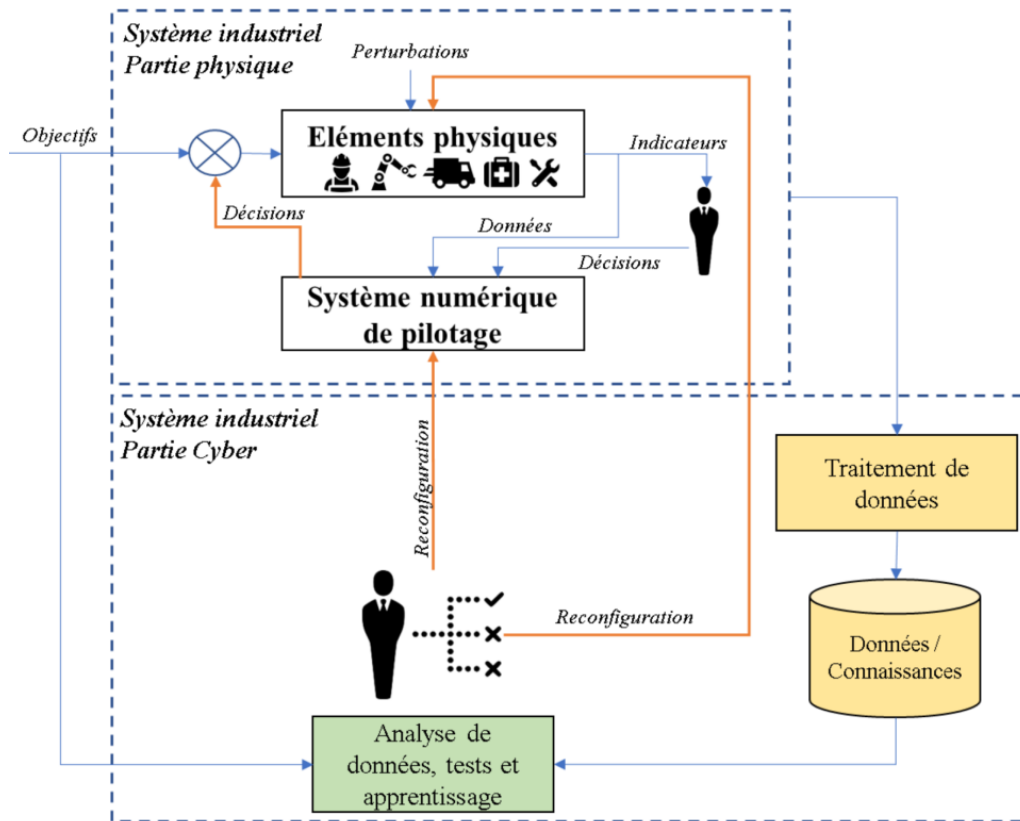 Système industriel
Partie physique
Perturbations
Objectifs
Eléments physiques
Indicateurs
Décisions
Données
Décisions
Système numérique
de pilotage
Système industriel
Partie Cyber
Reconfiguration
Traitement de
données
Reconfiguration
Données /
Connaissances
Analyse de
données, tests et
apprentissage